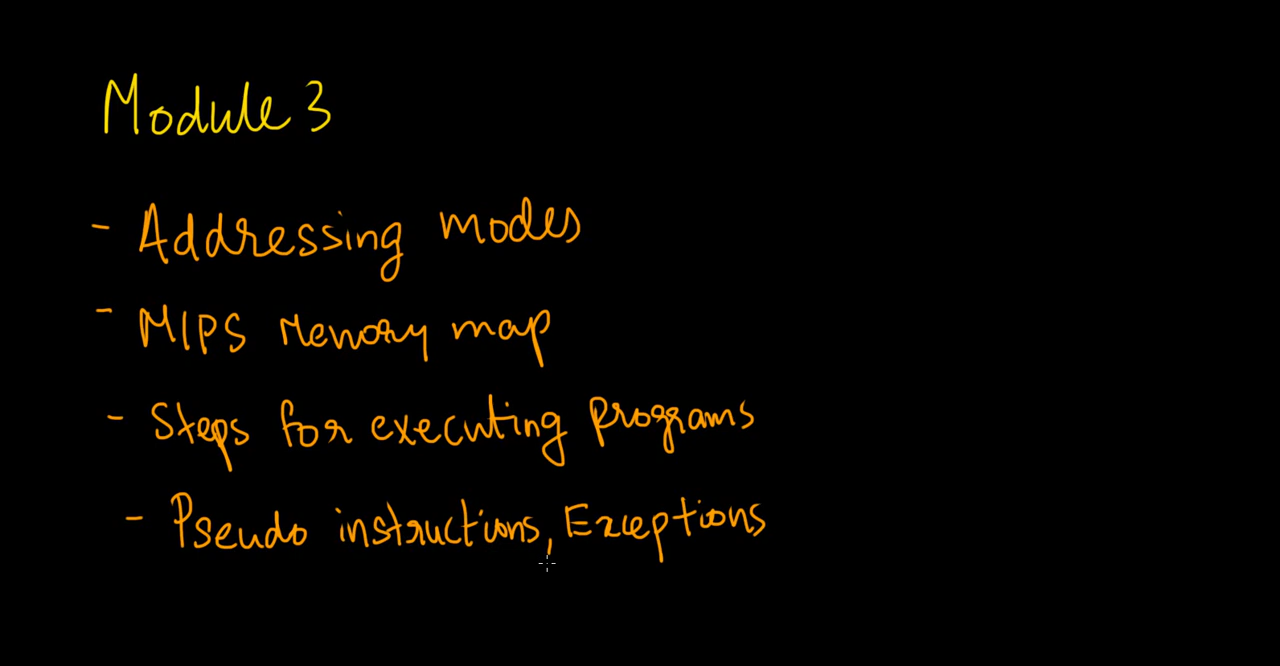 Module 3
- Addressing modes
- MIPS Memory map
- Steps for executing programs
- Pseudo instructions, Exceptions